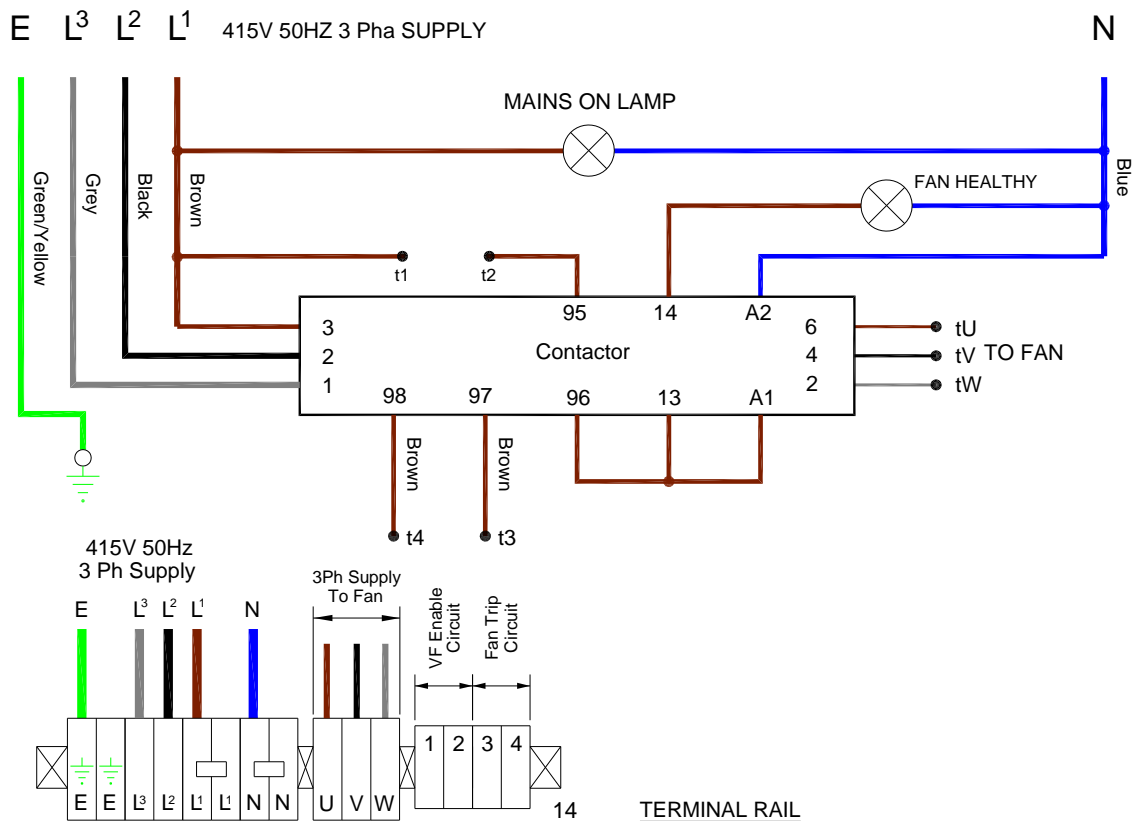 E L³ L² L¹ 415V 50HZ 3 Pha SUPPLY N
MAINS ON LAMP
FAN HEALTHY
Green/Yellow
Grey
Black
Brown
Blue
t1 t2
95 14 A2
3 6 tU
2 Contactor 4 tV TO FAN
1 2 tW
98 97 96 13 A1
Brown
Brown
t4 t3
415V 50Hz
3 Ph Supply
3Ph Supply
To Fan
VF Enable
Circuit
Fan Trip
Circuit
E L³ L² L¹ N
1 2 3 4
E E L³ L² L¹ L¹ N N U V W
14 TERMINAL RAIL